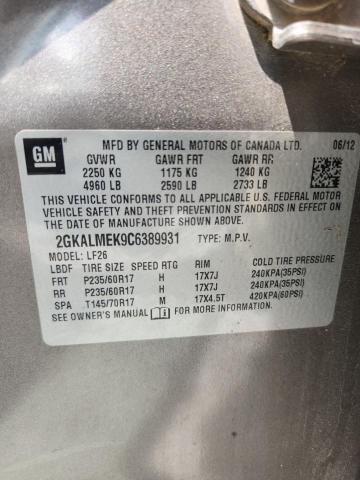 GM
MFD BY GENERAL MOTORS OF CANADA LTD. 06/12
GVWR GAWR FRT GAWR RR
2250 KG 1175 KG 1240 KG
4960 LB 2590 LB 2733 LB
THIS VEHICLE CONFORMS TO ALL APPLICABLE U.S. FEDERAL MOTOR
VEHICLE SAFETY AND THEFT PREVENTION STANDARDS IN EFFECT ON
THE DATE OF MANUFACTURE SHOWN ABOVE.
2GKALMEK9C6389931 TYPE: M.P.V.
MODEL: LF26
LBDF TIRE SIZE SPEED RTG RIM COLD TIRE PRESSURE
FRT P235/60R17 H 17X7J 240KPA(35PSI)
RR P235/60R17 H 17X7J 240KPA(35PSI)
SPA T145/70R17 M 17X4.5T 420KPA(60PSI)
SEE OWNER'S MANUAL FOR ADDITIONAL INFORMATION.